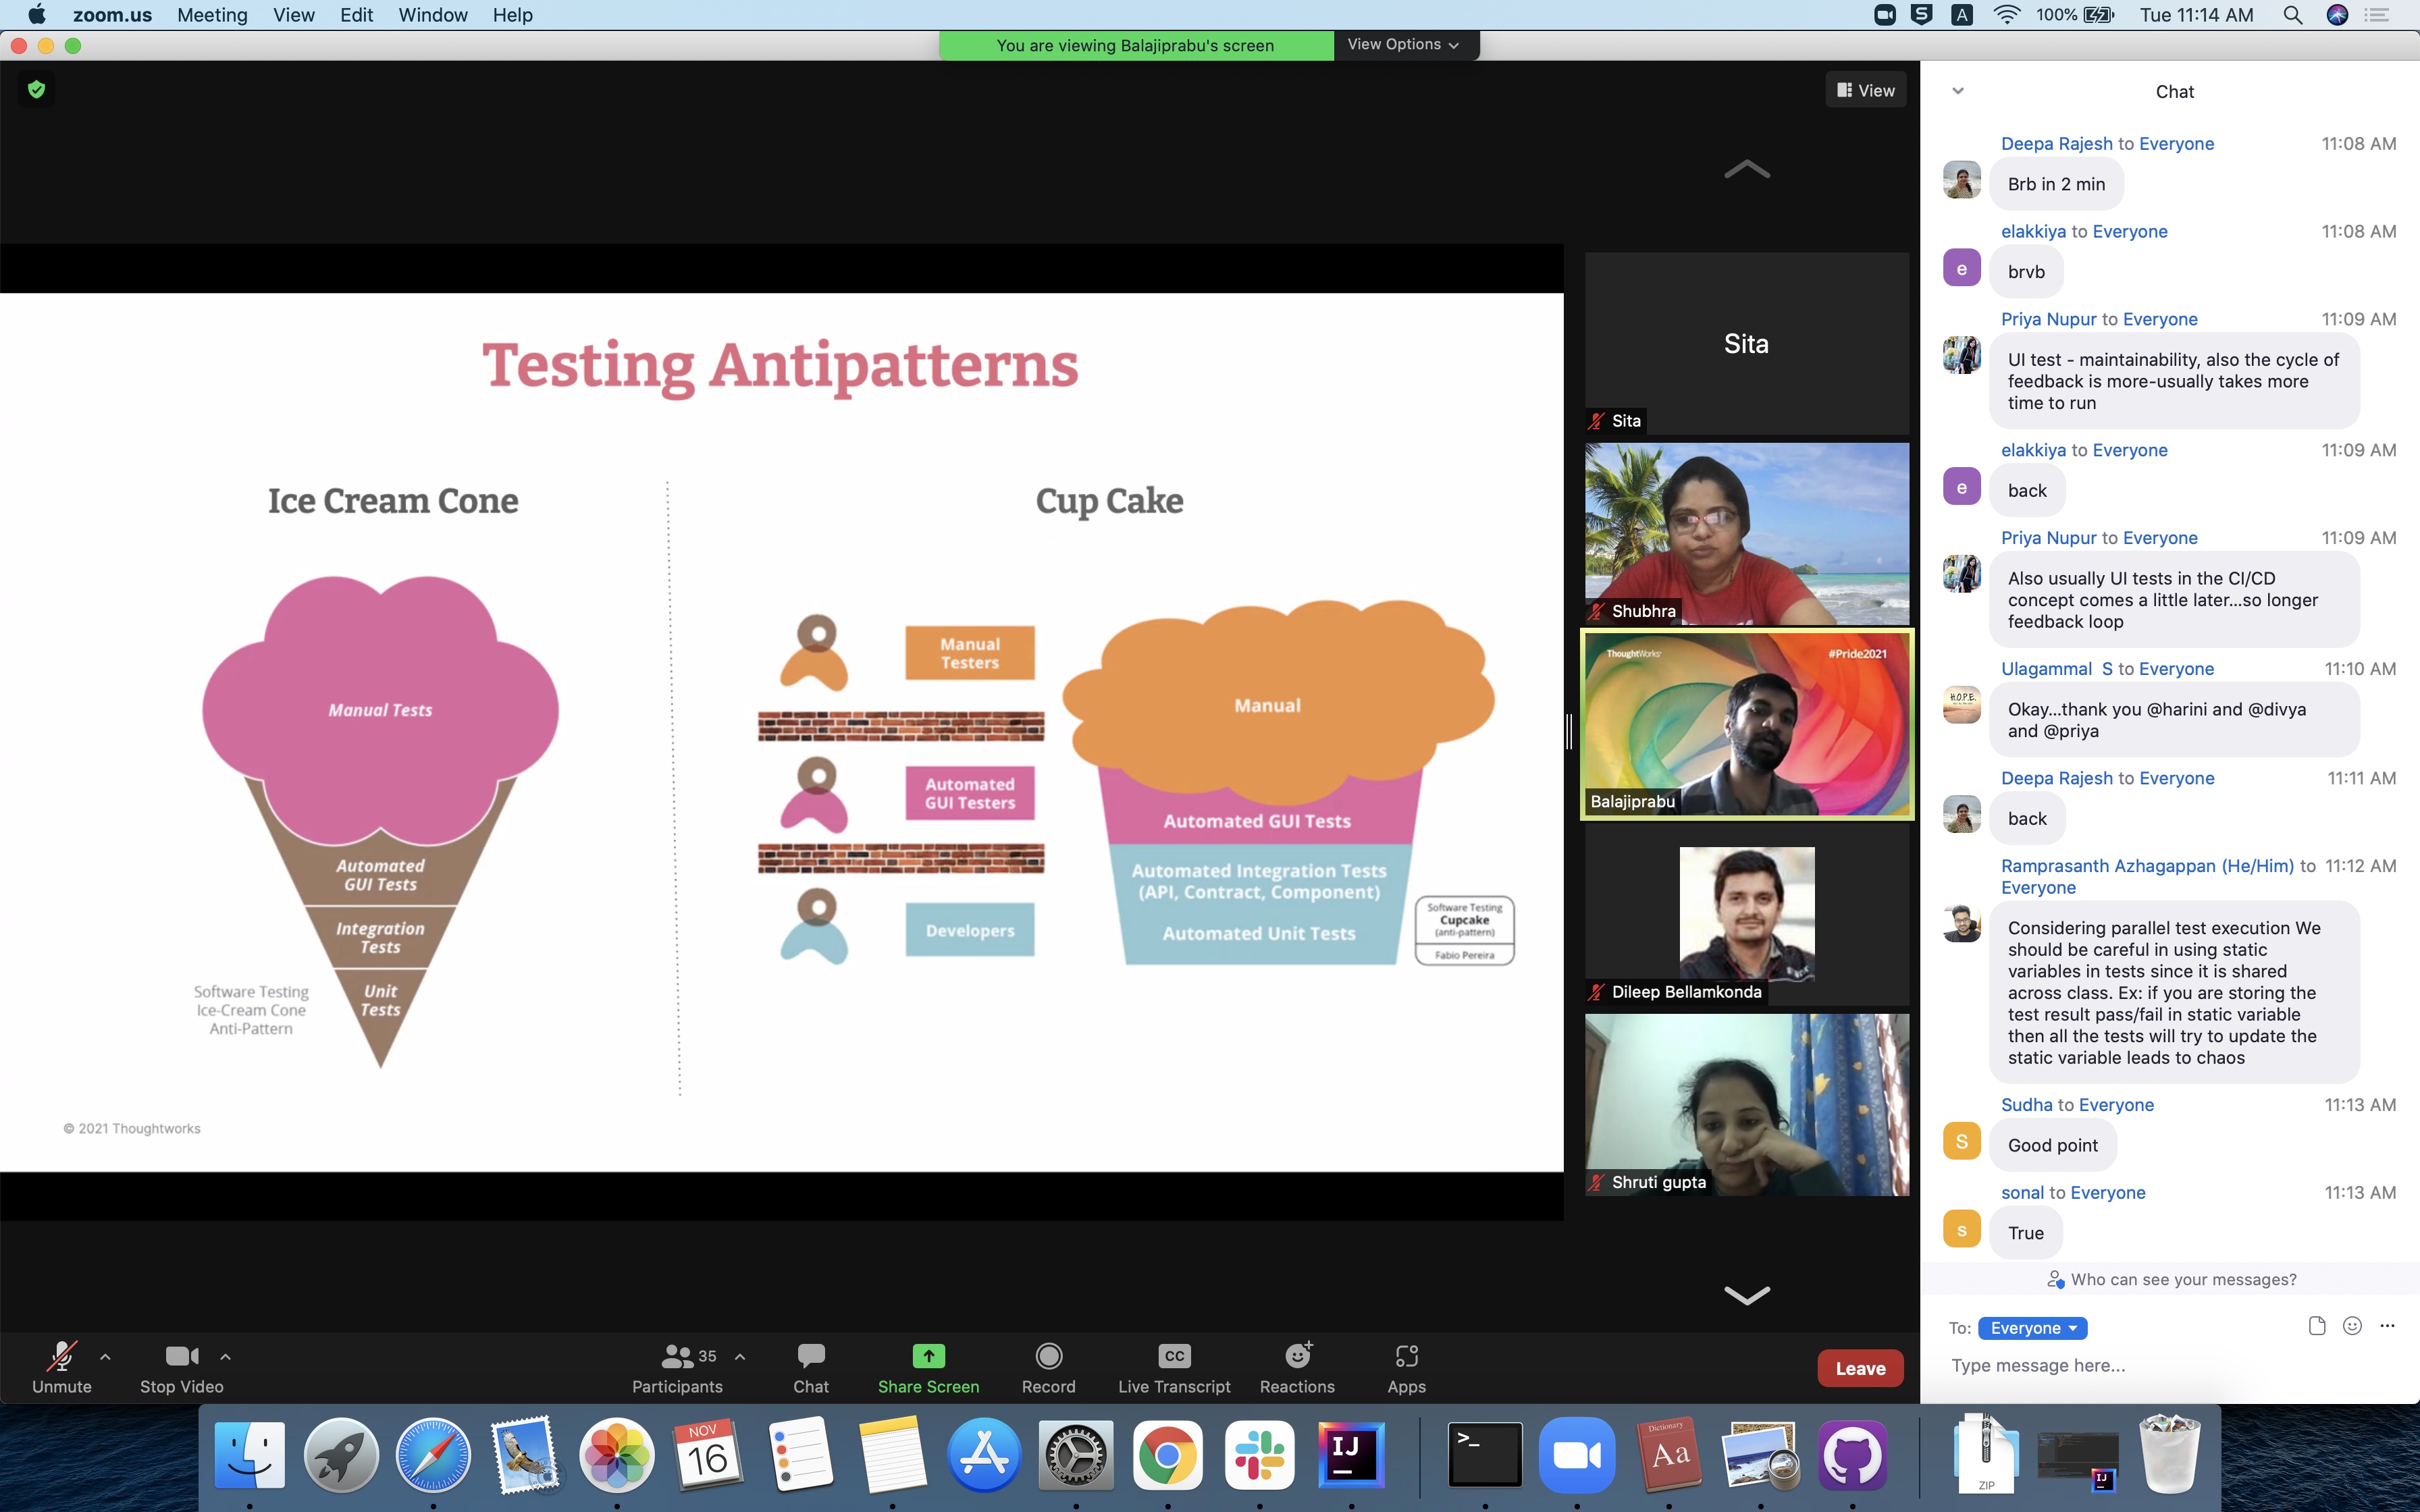 zoom.us Meeting View Edit Window Help
100% Tue 11:14 AM
You are viewing Balajiprabu's screen View Options
View
Testing Antipatterns
Ice Cream Cone
Manual Tests
Automated
GUI Tests
Integration
Tests
Unit
Tests
Software Testing
Ice-Cream Cone
Anti-Pattern
Cup Cake
Manual
Testers
Automated
GUI Testers
Developers
Manual
Automated GUI Tests
Automated Integration Tests
(API, Contract, Component)
Automated Unit Tests
Software Testing
Cupcake
(anti-pattern)
Fabio Pereira
© 2021 Thoughtworks
Sita
Sita
Shubhra
ThoughtWorks #Pride2021
Balajiprabu
Dileep Bellamkonda
Shruti gupta
Chat
Deepa Rajesh to Everyone 11:08 AM
Brb in 2 min
elakkiya to Everyone 11:08 AM
e
brvb
Priya Nupur to Everyone 11:09 AM
UI test - maintainability, also the cycle of
feedback is more-usually takes more
time to run
elakkiya to Everyone 11:09 AM
e
back
Priya Nupur to Everyone 11:09 AM
Also usually UI tests in the CI/CD
concept comes a little later...so longer
feedback loop
Ulagammal S to Everyone 11:10 AM
H.O.P.E.
Okay...thank you @harini and @divya
and @priya
Deepa Rajesh to Everyone 11:11 AM
back
Ramprasanth Azhagappan (He/Him) to 11:12 AM
Everyone
Considering parallel test execution We
should be careful in using static
variables in tests since it is shared
across class. Ex: if you are storing the
test result pass/fail in static variable
then all the tests will try to update the
static variable leads to chaos
Sudha to Everyone 11:13 AM
S
Good point
sonal to Everyone 11:13 AM
s
True
Who can see your messages?
To: Everyone
Type message here...
Unmute
Stop Video
35
Participants
Chat
Share Screen
Record
CC
Live Transcript
Reactions
Apps
Leave
NOV
16
IJ
>_
Dictionary
Aa
ZIP
IJ